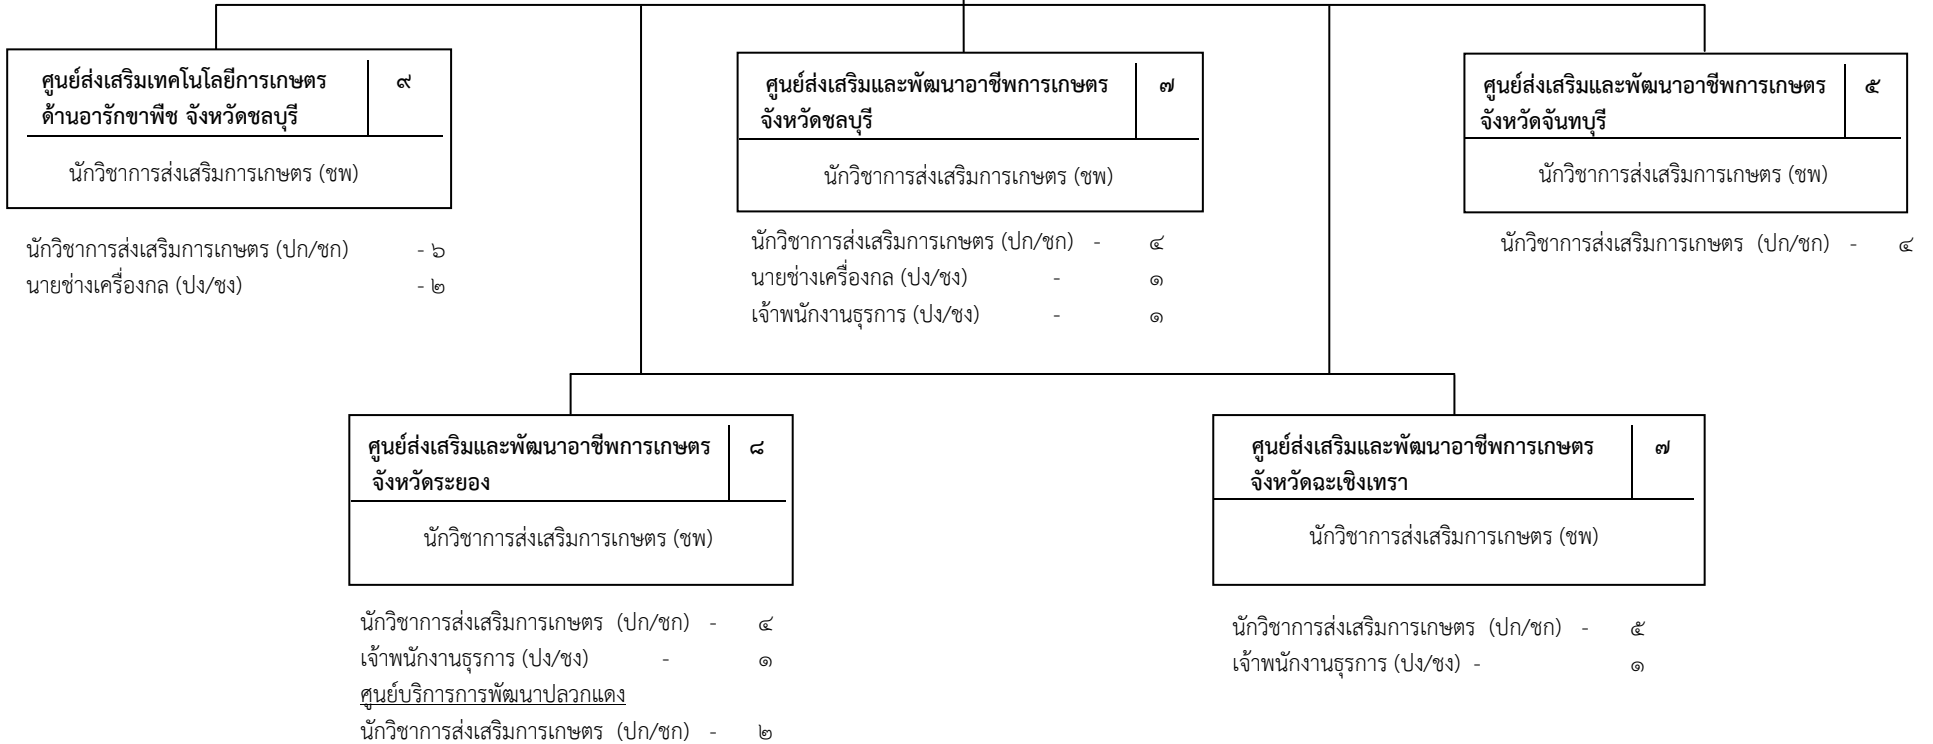 ศูนย์ส่งเสริมเทคโนโลยีการเกษตร ๙
ด้านอารักขาพืช จังหวัดชลบุรี
นักวิชาการส่งเสริมการเกษตร (ชพ)
นักวิชาการส่งเสริมการเกษตร (ปก/ชก) - ๖
นายช่างเครื่องกล (ปง/ชง) - ๒
ศูนย์ส่งเสริมและพัฒนาอาชีพการเกษตร ๗
จังหวัดชลบุรี
นักวิชาการส่งเสริมการเกษตร (ชพ)
นักวิชาการส่งเสริมการเกษตร (ปก/ชก) - ๔
นายช่างเครื่องกล (ปง/ชง) - ๑
เจ้าพนักงานธุรการ (ปง/ชง) - ๑
ศูนย์ส่งเสริมและพัฒนาอาชีพการเกษตร ๕
จังหวัดจันทบุรี
นักวิชาการส่งเสริมการเกษตร (ชพ)
นักวิชาการส่งเสริมการเกษตร (ปก/ชก) - ๔
ศูนย์ส่งเสริมและพัฒนาอาชีพการเกษตร ๘
จังหวัดระยอง
นักวิชาการส่งเสริมการเกษตร (ชพ)
นักวิชาการส่งเสริมการเกษตร (ปก/ชก) - ๔
เจ้าพนักงานธุรการ (ปง/ชง) - ๑
ศูนย์บริการการพัฒนาปลวกแดง
นักวิชาการส่งเสริมการเกษตร (ปก/ชก) - ๒
ศูนย์ส่งเสริมและพัฒนาอาชีพการเกษตร ๗
จังหวัดฉะเชิงเทรา
นักวิชาการส่งเสริมการเกษตร (ชพ)
นักวิชาการส่งเสริมการเกษตร (ปก/ชก) - ๕
เจ้าพนักงานธุรการ (ปง/ชง) - ๑